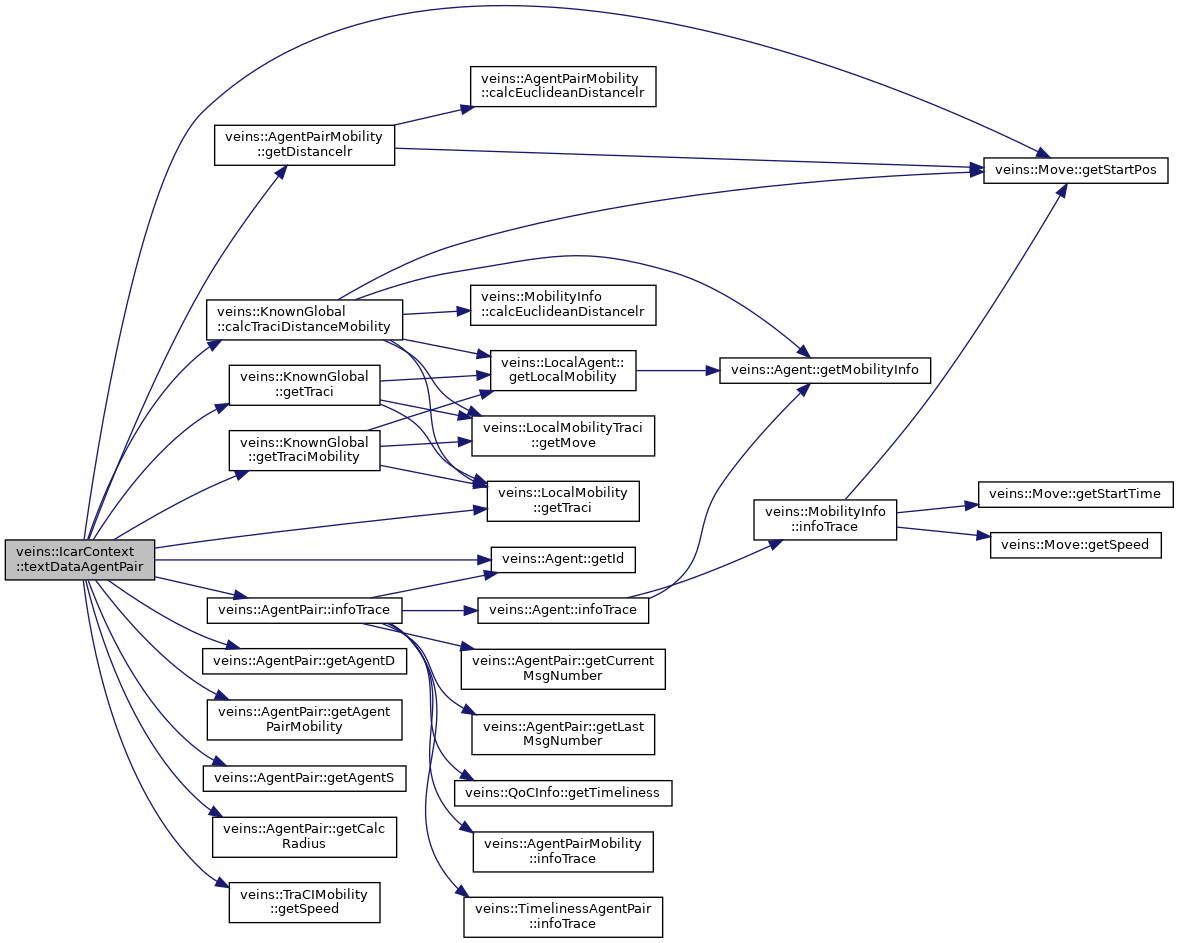 veins::AgentPairMobility
::calcEuclideanDistanceIr
veins::AgentPairMobility
::getDistanceIr
veins::Move::getStartPos
veins::MobilityInfo
::calcEuclideanDistanceIr
veins::KnownGlobal
::calcTraciDistanceMobility
veins::LocalAgent::
getLocalMobility
veins::Agent::getMobilityInfo
veins::KnownGlobal
::getTraci
veins::LocalMobilityTraci
::getMove
veins::KnownGlobal
::getTraciMobility
veins::LocalMobility
::getTraci
veins::Move::getStartTime
veins::MobilityInfo
::infoTrace
veins::Move::getSpeed
veins::IcarContext
::textDataAgentPair
veins::Agent::getId
veins::AgentPair::infoTrace
veins::Agent::infoTrace
veins::AgentPair::getAgentD
veins::AgentPair::getCurrent
MsgNumber
veins::AgentPair::getAgent
PairMobility
veins::AgentPair::getLast
MsgNumber
veins::AgentPair::getAgentS
veins::QoCInfo::getTimeliness
veins::AgentPair::getCalc
Radius
veins::AgentPairMobility
::infoTrace
veins::TraCIMobility
::getSpeed
veins::TimelinessAgentPair
::infoTrace